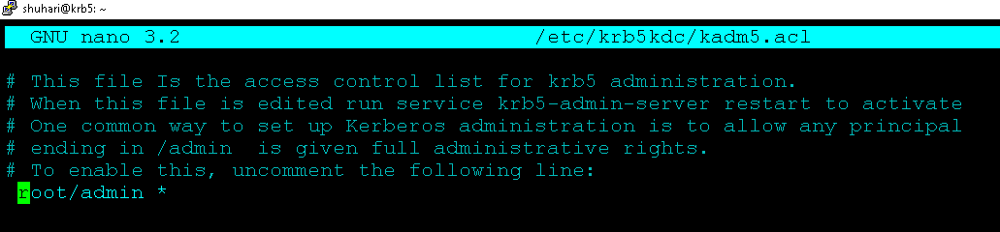 shuhari@krb5: ~
GNU nano 3.2 /etc/krb5kdc/kadm5.acl
# This file Is the access control list for krb5 administration.
# When this file is edited run service krb5-admin-server restart to activate
# One common way to set up Kerberos administration is to allow any principal
# ending in /admin  is given full administrative rights.
# To enable this, uncomment the following line:
root/admin *